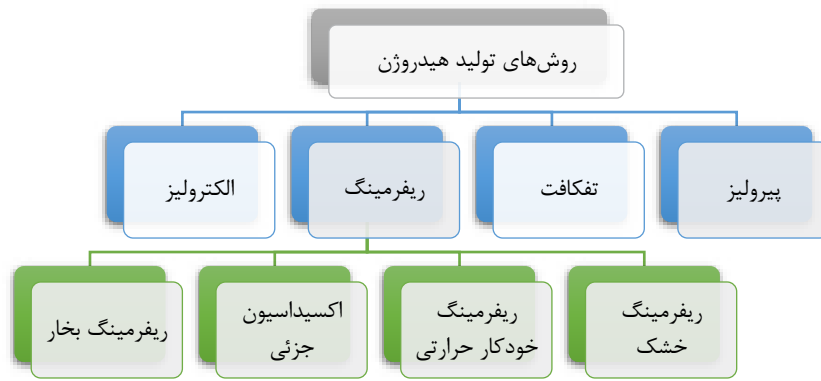 روش‌های تولید هیدروژن
پیرولیز
تفکافت
ریفرمینگ
الکترولیز
ریفرمینگ
خشک
ریفرمینگ
خودکار حرارتی
اکسیداسیون
جزئی
ریفرمینگ بخار